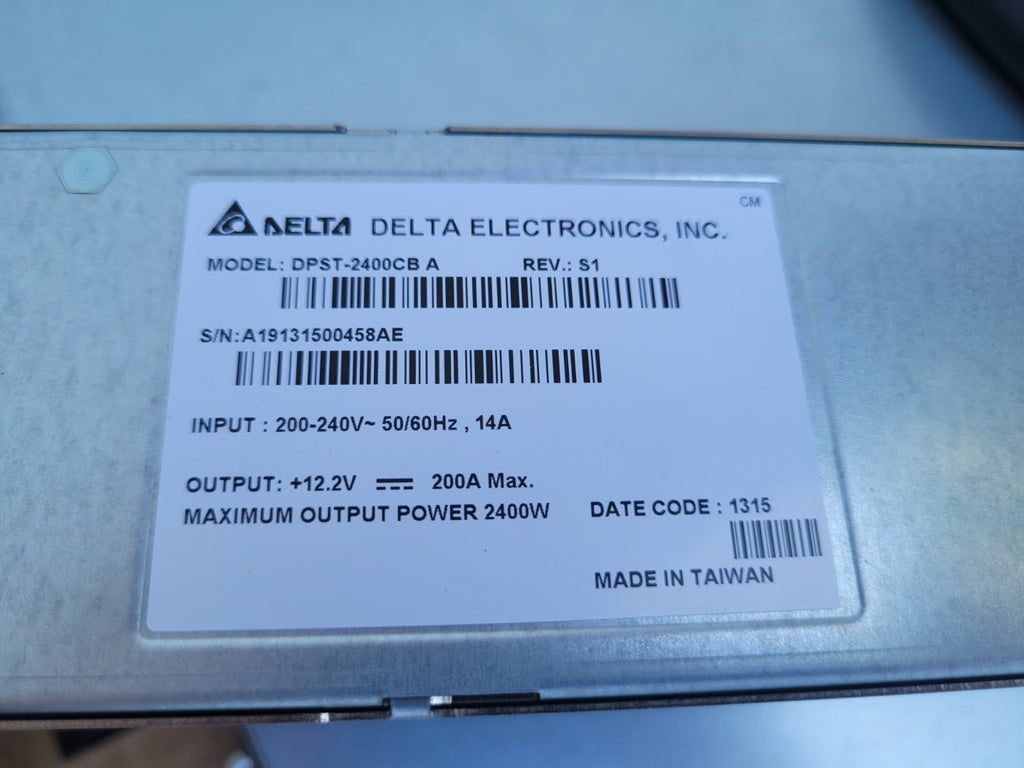 CM
DELTA DELTA ELECTRONICS, INC.
MODEL: DPST-2400CB A REV.: S1
S/N:A19131500458AE
INPUT : 200-240V~ 50/60Hz , 14A
OUTPUT: +12.2V ⎓ 200A Max.
MAXIMUM OUTPUT POWER 2400W DATE CODE : 1315
MADE IN TAIWAN